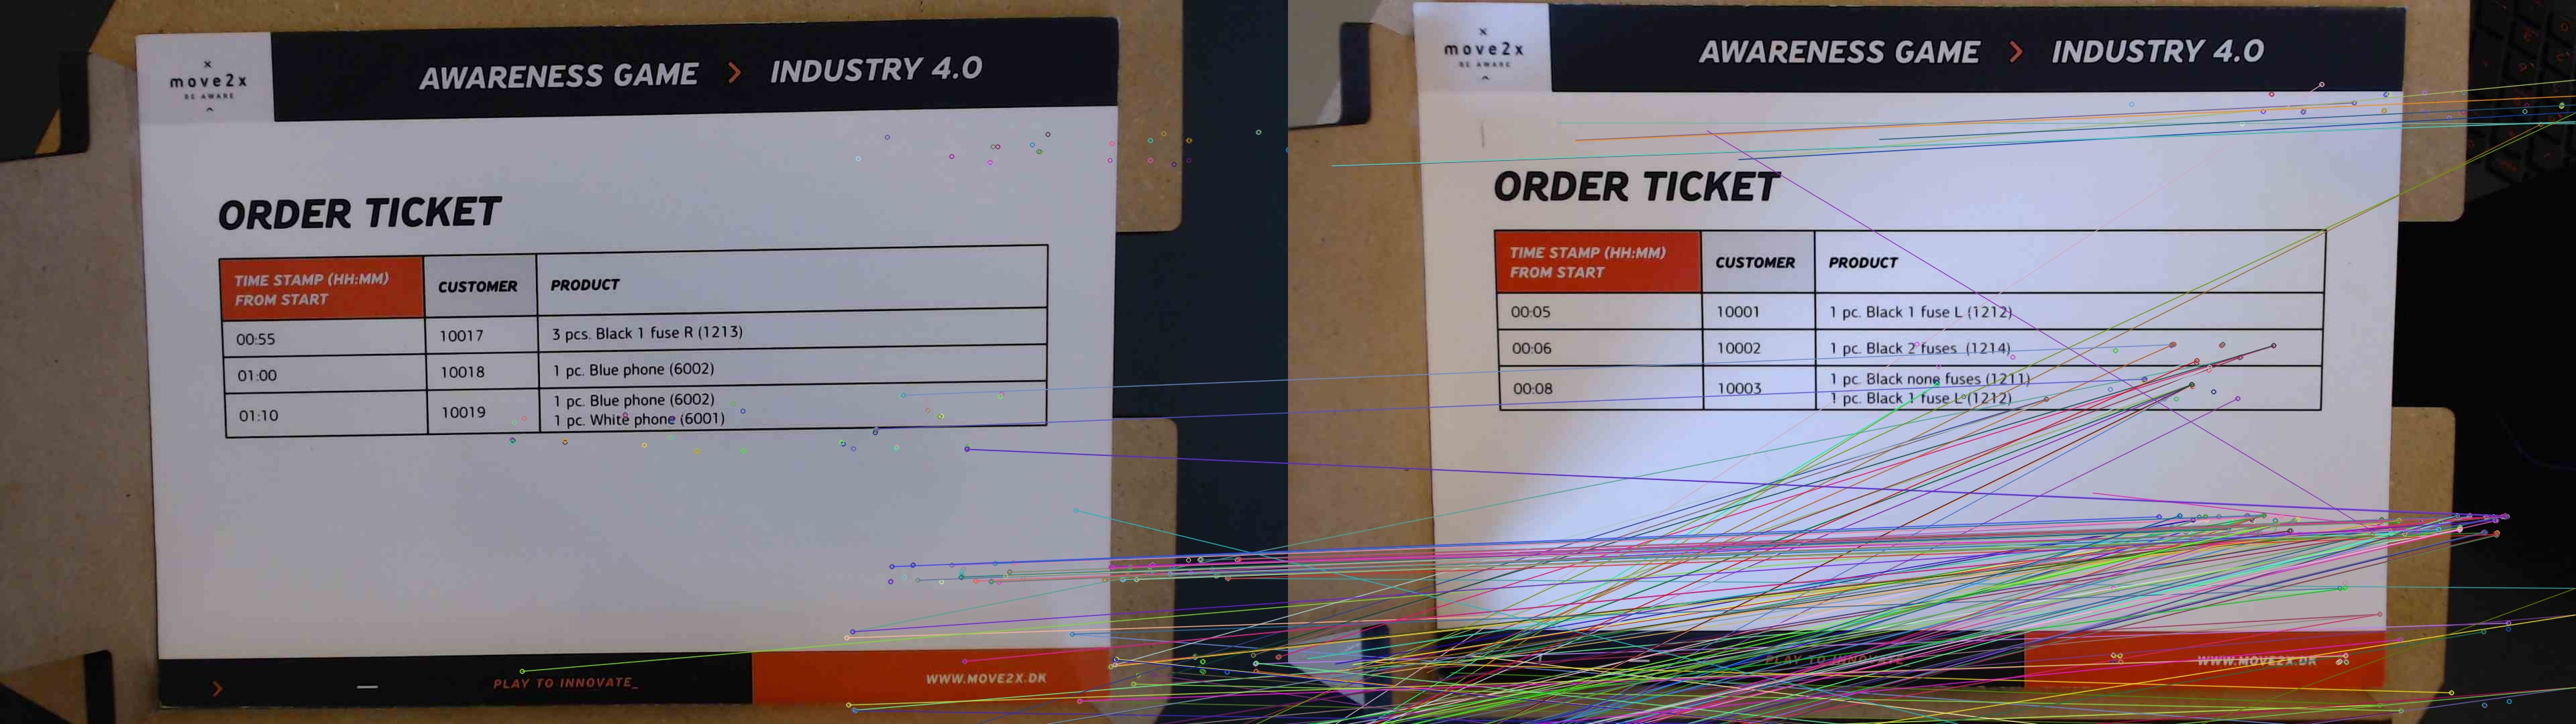 move2x
BE AWARE
AWARENESS GAME > INDUSTRY 4.0
ORDER TICKET
TIME STAMP (HH:MM) FROM START CUSTOMER PRODUCT
00:55 10017 3 pcs. Black 1 fuse R (1213)
01:00 10018 1 pc. Blue phone (6002)
01:10 10019 1 pc. Blue phone (6002)
1 pc. White phone (6001)
PLAY TO INNOVATE_
WWW.MOVE2X.DK
move2x
BE AWARE
AWARENESS GAME > INDUSTRY 4.0
ORDER TICKET
TIME STAMP (HH:MM) FROM START CUSTOMER PRODUCT
00:05 10001 1 pc. Black 1 fuse L (1212)
00:06 10002 1 pc. Black 2 fuses (1214)
00:08 10003 1 pc. Black none fuses (1211)
1 pc. Black 1 fuse L (1212)
PLAY TO INNOVATE
WWW.MOVE2X.DK